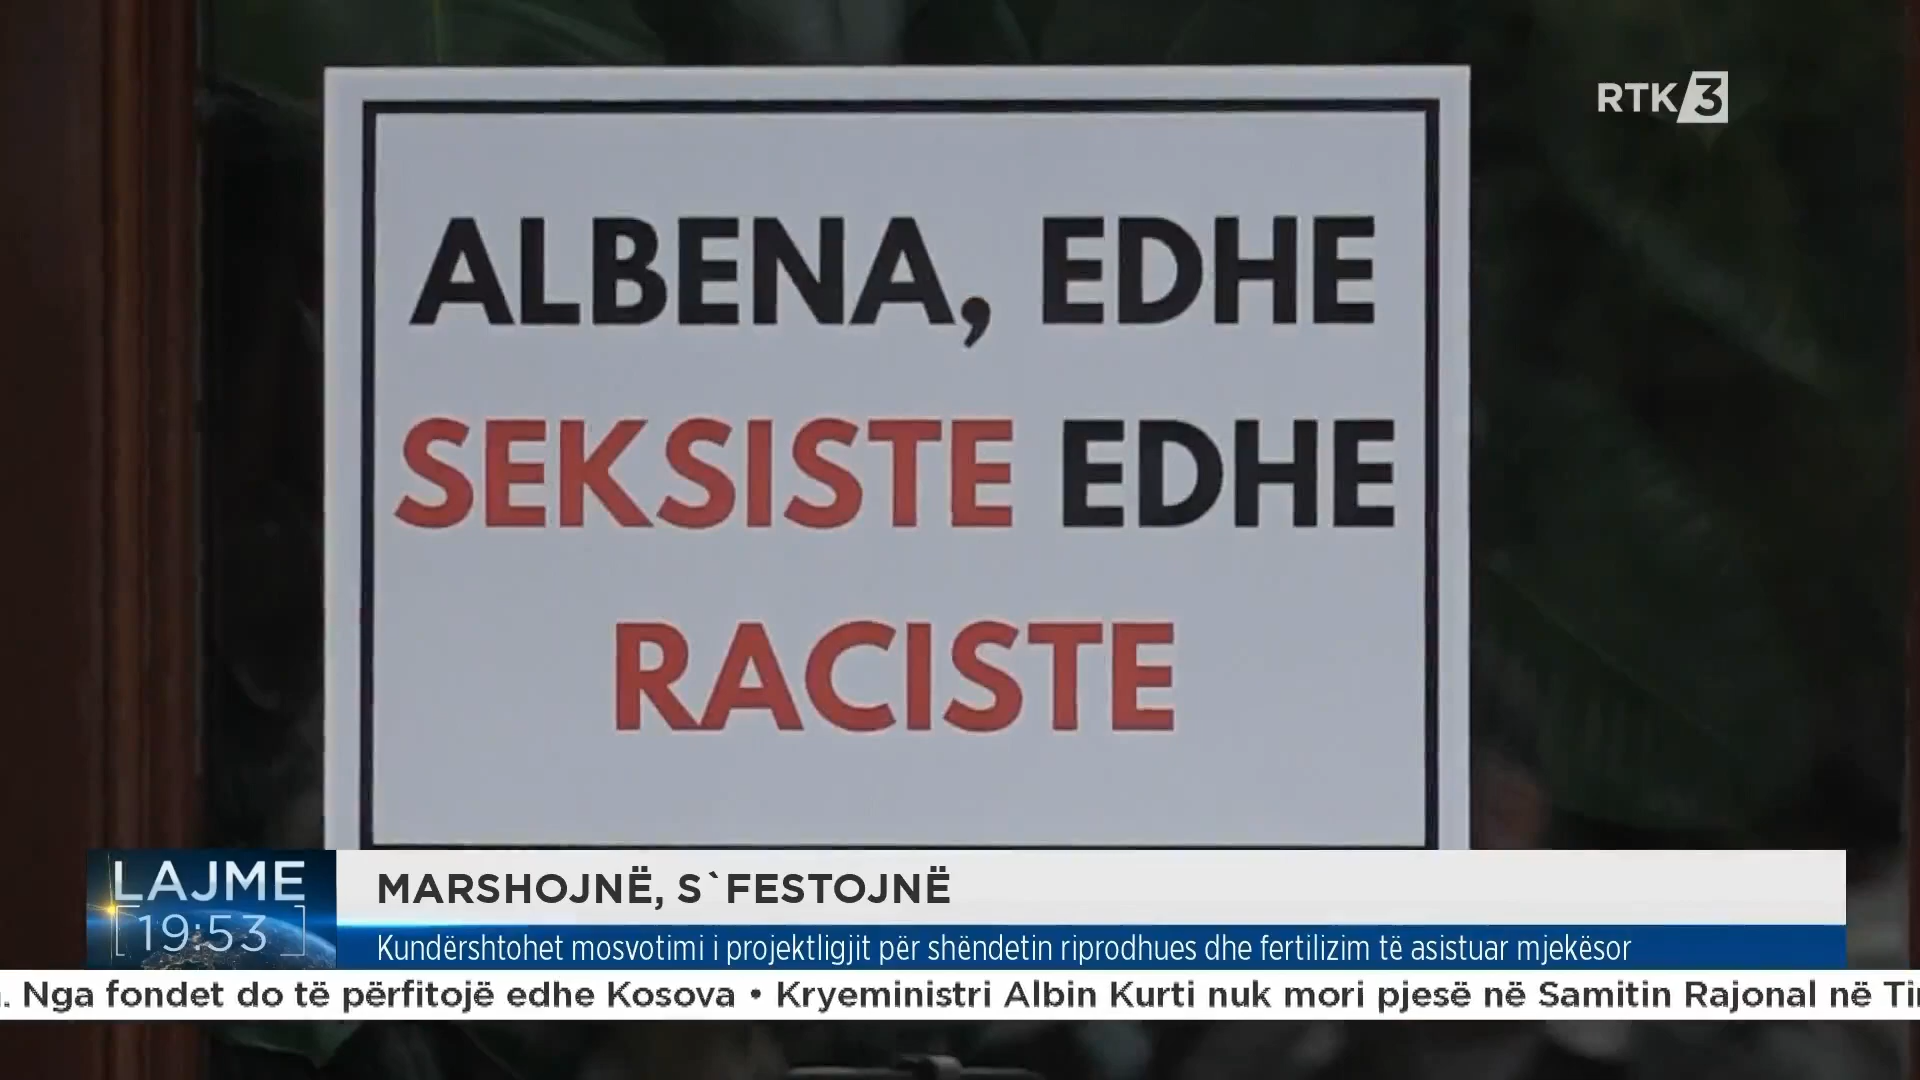 RTK 3
ALBENA, EDHE
SEKSISTE EDHE
RACISTE
LAJME
19:53
MARSHOJNË, S`FESTOJNË
Kundërshtohet mosvotimi i projektligjit për shëndetin riprodhues dhe fertilizim të asistuar mjekësor
. Nga fondet do të përfitojë edhe Kosova • Kryeministri Albin Kurti nuk mori pjesë në Samitin Rajonal në